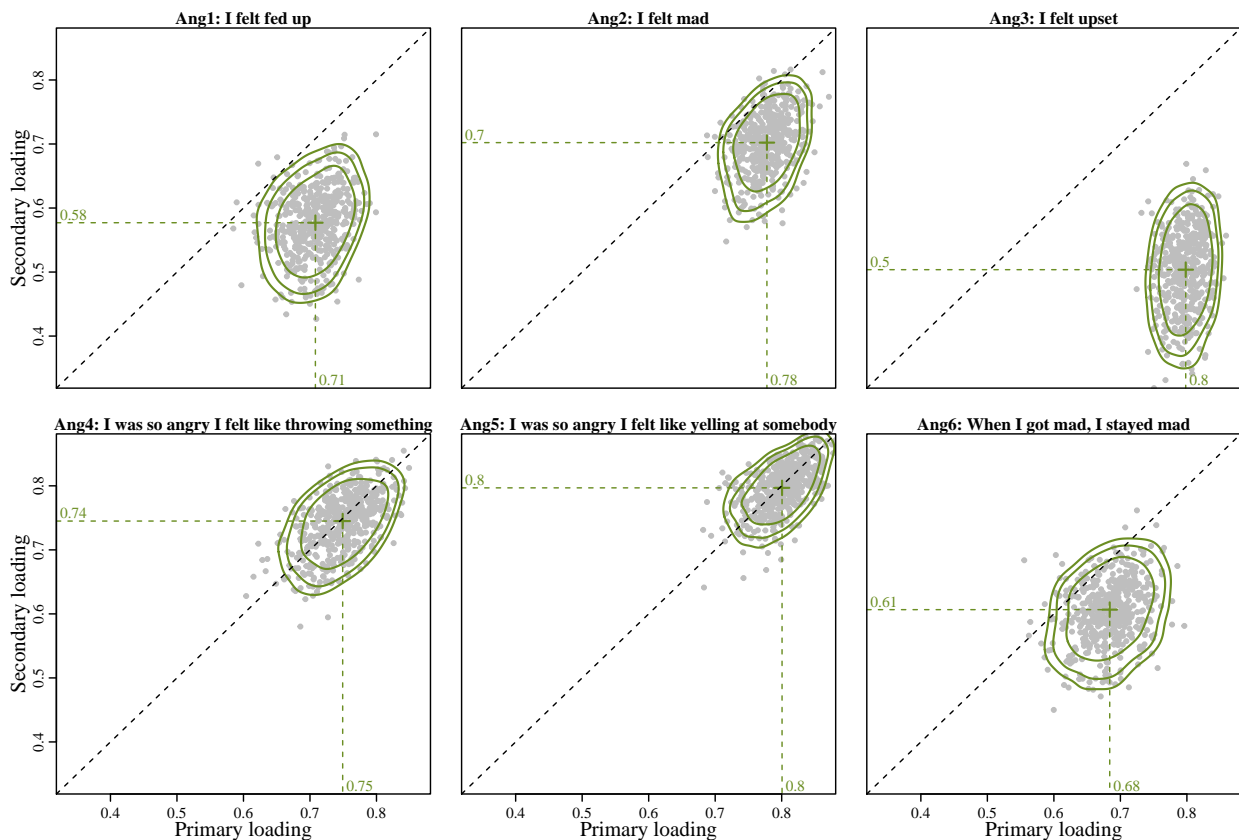 Ang1: I felt fed up
Ang2: I felt mad
Ang3: I felt upset
Secondary loading
0.8
0.7
0.6
0.5
0.4
0.58
0.71
0.7
0.78
0.5
0.8
Ang4: I was so angry I felt like throwing something
Ang5: I was so angry I felt like yelling at somebody
Ang6: When I got mad, I stayed mad
Secondary loading
0.8
0.7
0.6
0.5
0.4
0.74
0.75
0.8
0.8
0.61
0.68
0.4 0.5 0.6 0.7 0.8
0.4 0.5 0.6 0.7 0.8
0.4 0.5 0.6 0.7 0.8
Primary loading
Primary loading
Primary loading